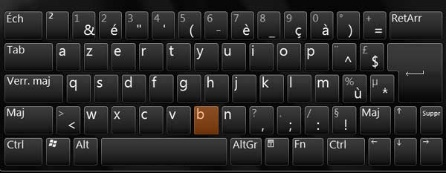 Éch ² 1 & 2 é 3 " 4 ' 5 ( 6 - 7 è 8 _ 9 ç 0 à ° ) + = RetArr
Tab a z e r t y u i o p ¨ ^ £ $
Verr. maj q s d f g h j k l m % ù µ *
Maj > < w x c v b n ? , . ; / : § ! Maj ↑ Suppr
Ctrl Alt AltGr Fn Ctrl ← ↓ →